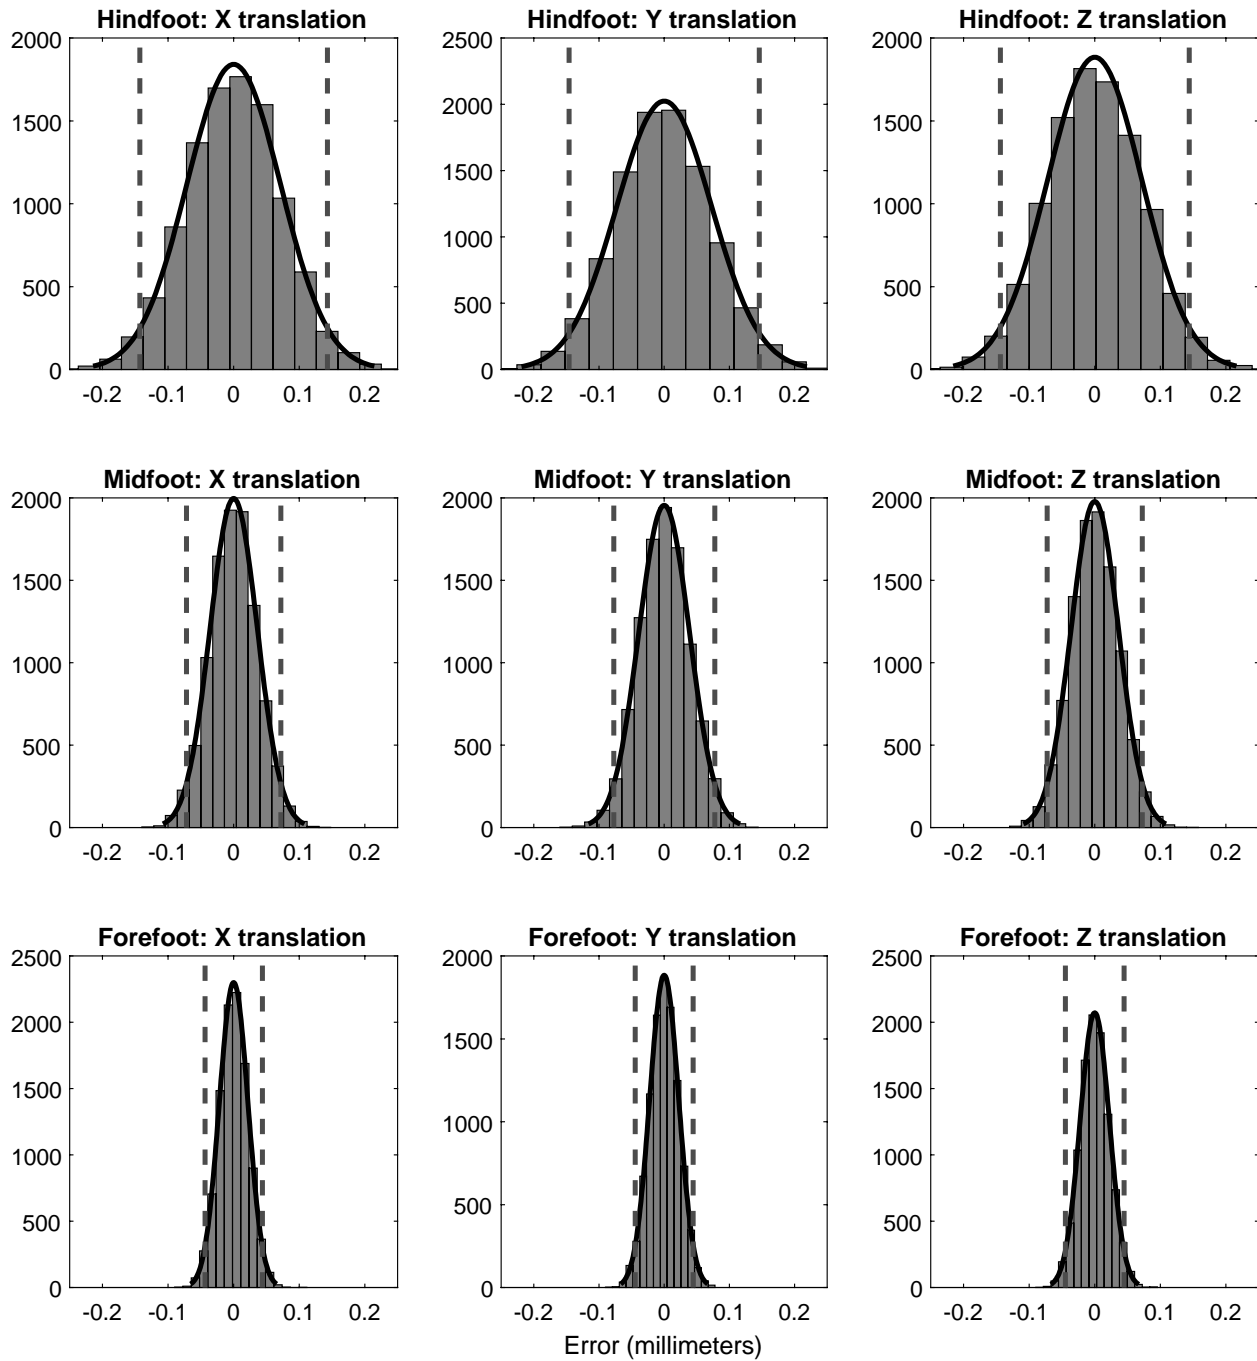 Hindfoot: X translation Hindfoot: Y translation Hindfoot: Z translation
2000 2500 2000
2000
1500 1500
1500
1000 1000
1000
500 500 500
0 0 0
-0.2 -0.1 0 0.1 0.2 -0.2 -0.1 0 0.1 0.2 -0.2 -0.1 0 0.1 0.2
Midfoot: X translation Midfoot: Y translation Midfoot: Z translation
2000 2000 2000
1500 1500 1500
1000 1000 1000
500 500 500
0 0 0
-0.2 -0.1 0 0.1 0.2 -0.2 -0.1 0 0.1 0.2 -0.2 -0.1 0 0.1 0.2
Forefoot: X translation Forefoot: Y translation Forefoot: Z translation
2500 2000 2500
2000 2000
1500
1500 1500
1000
1000 1000
500 500 500
0 0 0
-0.2 -0.1 0 0.1 0.2 -0.2 -0.1 0 0.1 0.2 -0.2 -0.1 0 0.1 0.2
Error (millimeters)